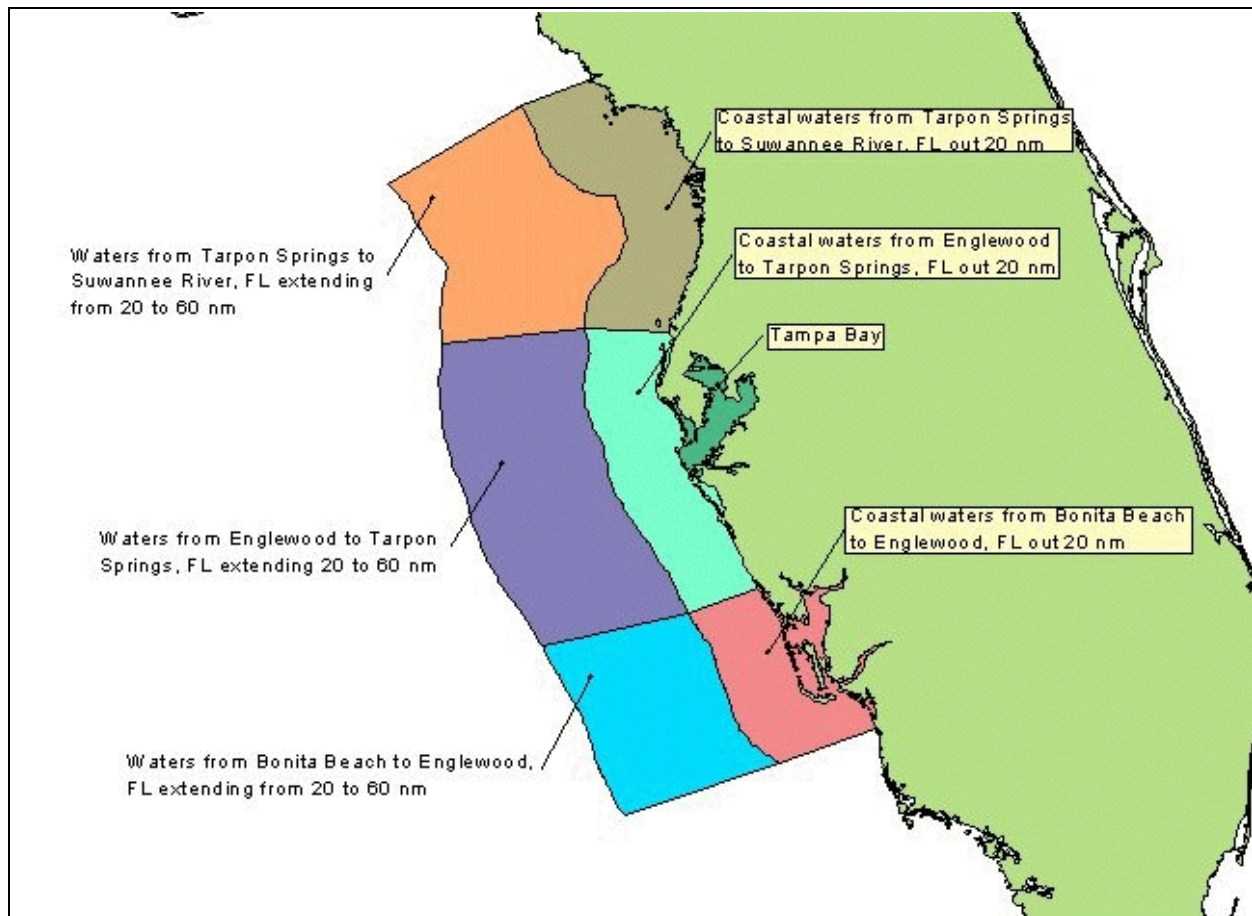 Coastal waters from Tarpon Springs
to Suwannee River, FL out 20 nm
Waters from Tarpon Springs to
Suwannee River, FL extending
from 20 to 60 nm
Coastal waters from Englewood
to Tarpon Springs, FL out 20 nm
Tampa Bay
Waters from Englewood to Tarpon
Springs, FL extending 20 to 60 nm
Coastal waters from Bonita Beach
to Englewood, FL out 20 nm
Waters from Bonita Beach to Englewood,
FL extending from 20 to 60 nm